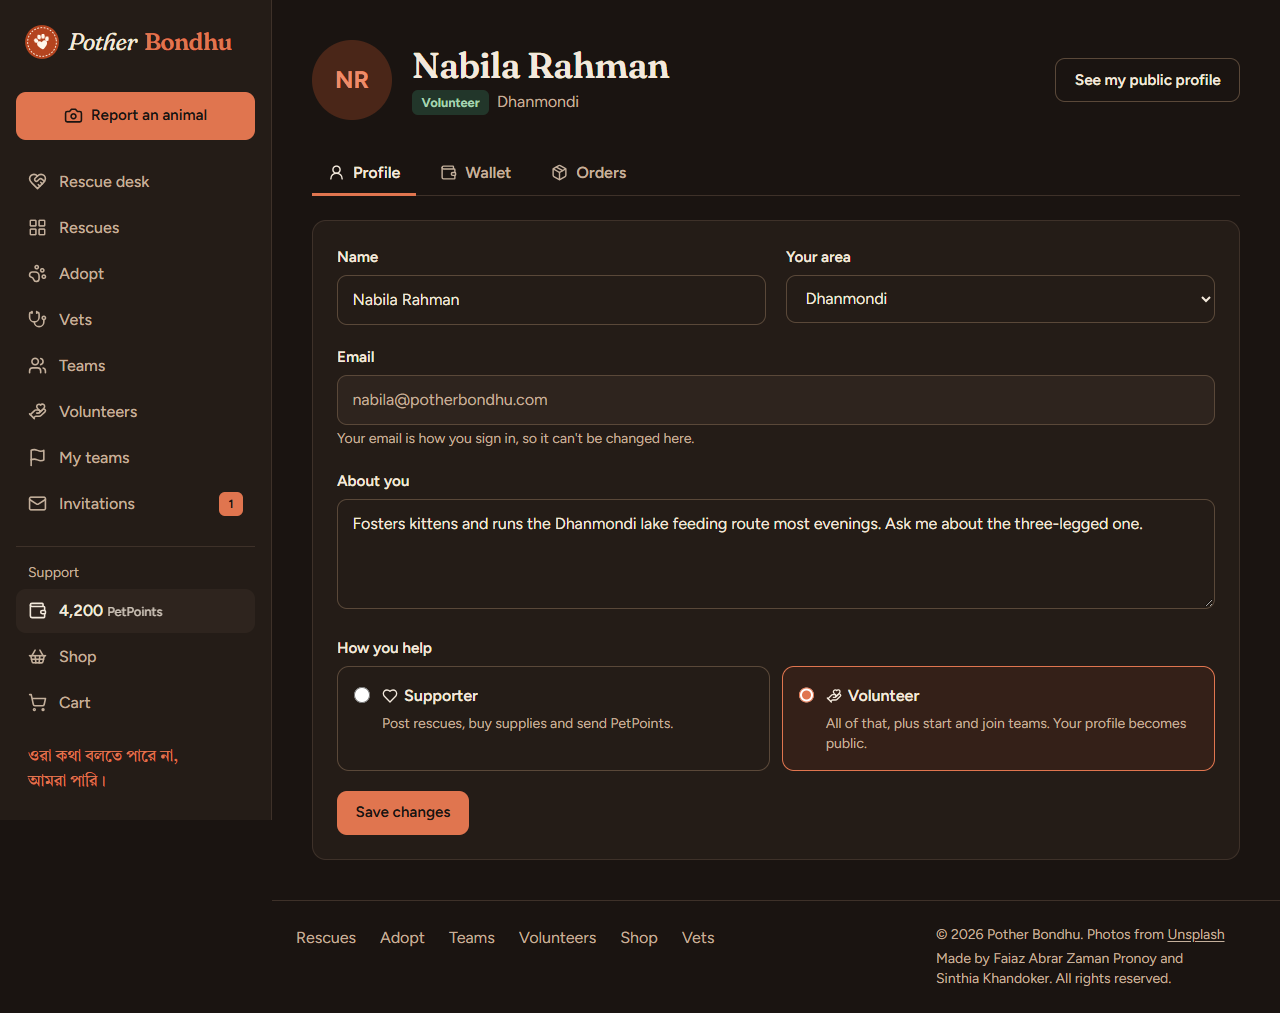 Pother Bondhu
Report an animal
Rescue desk
Rescues
Adopt
Vets
Teams
Volunteers
My teams
Invitations 1
Support
4,200 PetPoints
Shop
Cart
ওরা কথা বলতে পারে না,
আমরা পারি।
NR
Nabila Rahman
Volunteer Dhanmondi
See my public profile
Profile Wallet Orders
Name
Nabila Rahman
Your area
Dhanmondi
Email
nabila@potherbondhu.com
Your email is how you sign in, so it can't be changed here.
About you
Fosters kittens and runs the Dhanmondi lake feeding route most evenings. Ask me about the three-legged one.
How you help
Supporter
Post rescues, buy supplies and send PetPoints.
Volunteer
All of that, plus start and join teams. Your profile becomes
public.
Save changes
Rescues Adopt Teams Volunteers Shop Vets
© 2026 Pother Bondhu. Photos from Unsplash
Made by Faiaz Abrar Zaman Pronoy and
Sinthia Khandoker. All rights reserved.